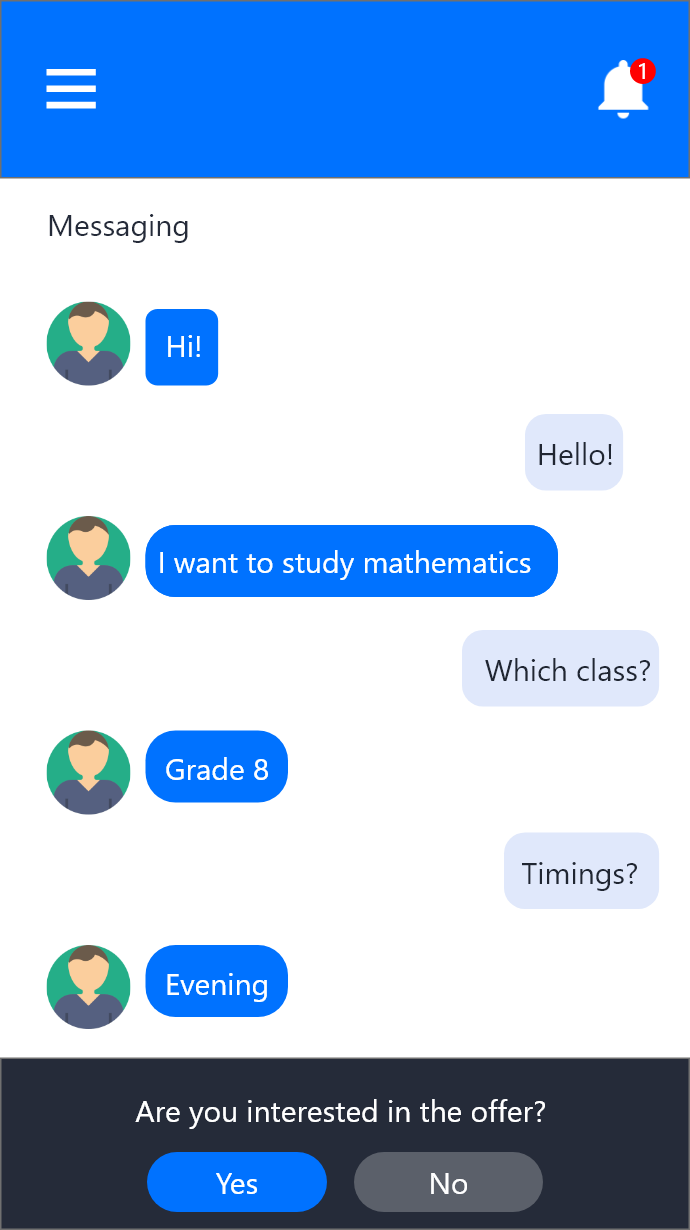 1
Messaging
Hi!
Hello!
I want to study mathematics
Which class?
Grade 8
Timings?
Evening
Are you interested in the offer?
Yes
No